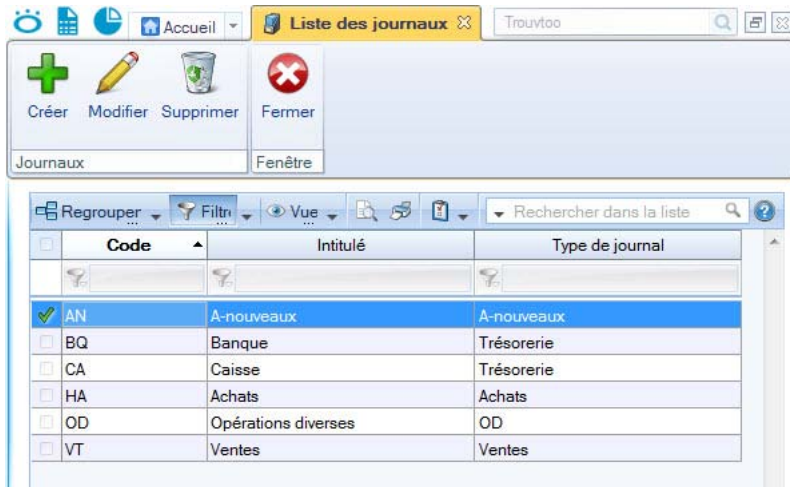 Accueil
Liste des journaux
Trouvtoo
Créer Modifier Supprimer Fermer
Journaux Fenêtre
Regrouper Filtr Vue Rechercher dans la liste
Code Intitulé Type de journal
AN A-nouveaux A-nouveaux
BQ Banque Trésorerie
CA Caisse Trésorerie
HA Achats Achats
OD Opérations diverses OD
VT Ventes Ventes